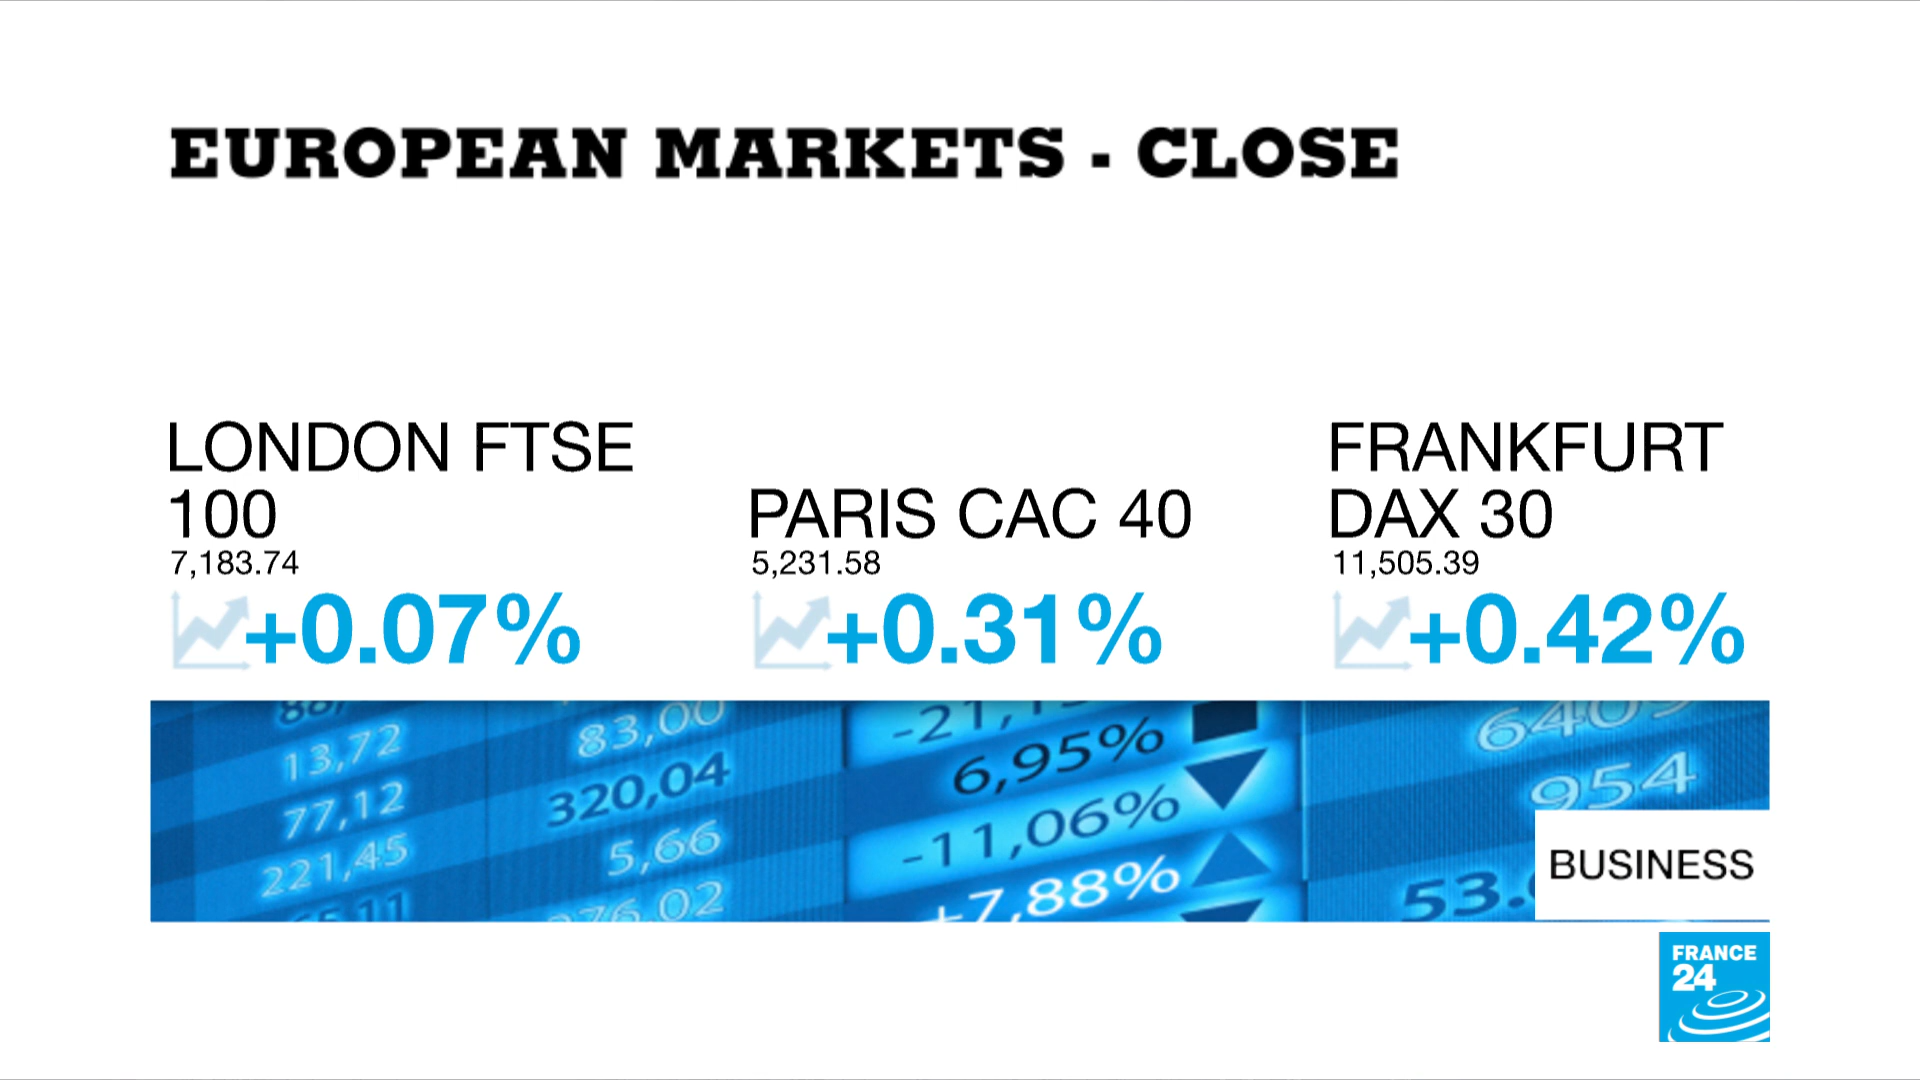 EUROPEAN MARKETS - CLOSE
LONDON FTSE
100
7,183.74
+0.07%
PARIS CAC 40
5,231.58
+0.31%
FRANKFURT
DAX 30
11,505.39
+0.42%
13,72
77,12
221,45
83,00
320,04
5,66
6,95%
-11,06%
+7,88%
954
BUSINESS
FRANCE
24